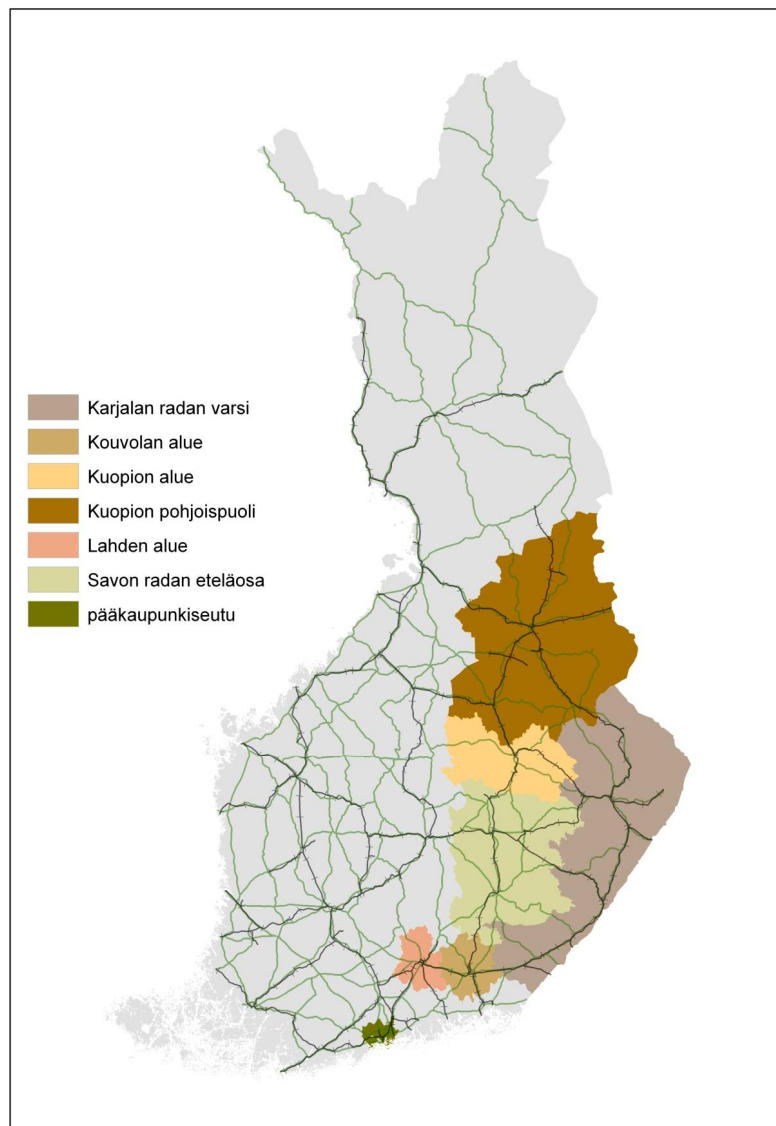 Karjalan radan varsi
Kouvolan alue
Kuopion alue
Kuopion pohjoispuoli
Lahden alue
Savon radan eteläosa
pääkaupunkiseutu